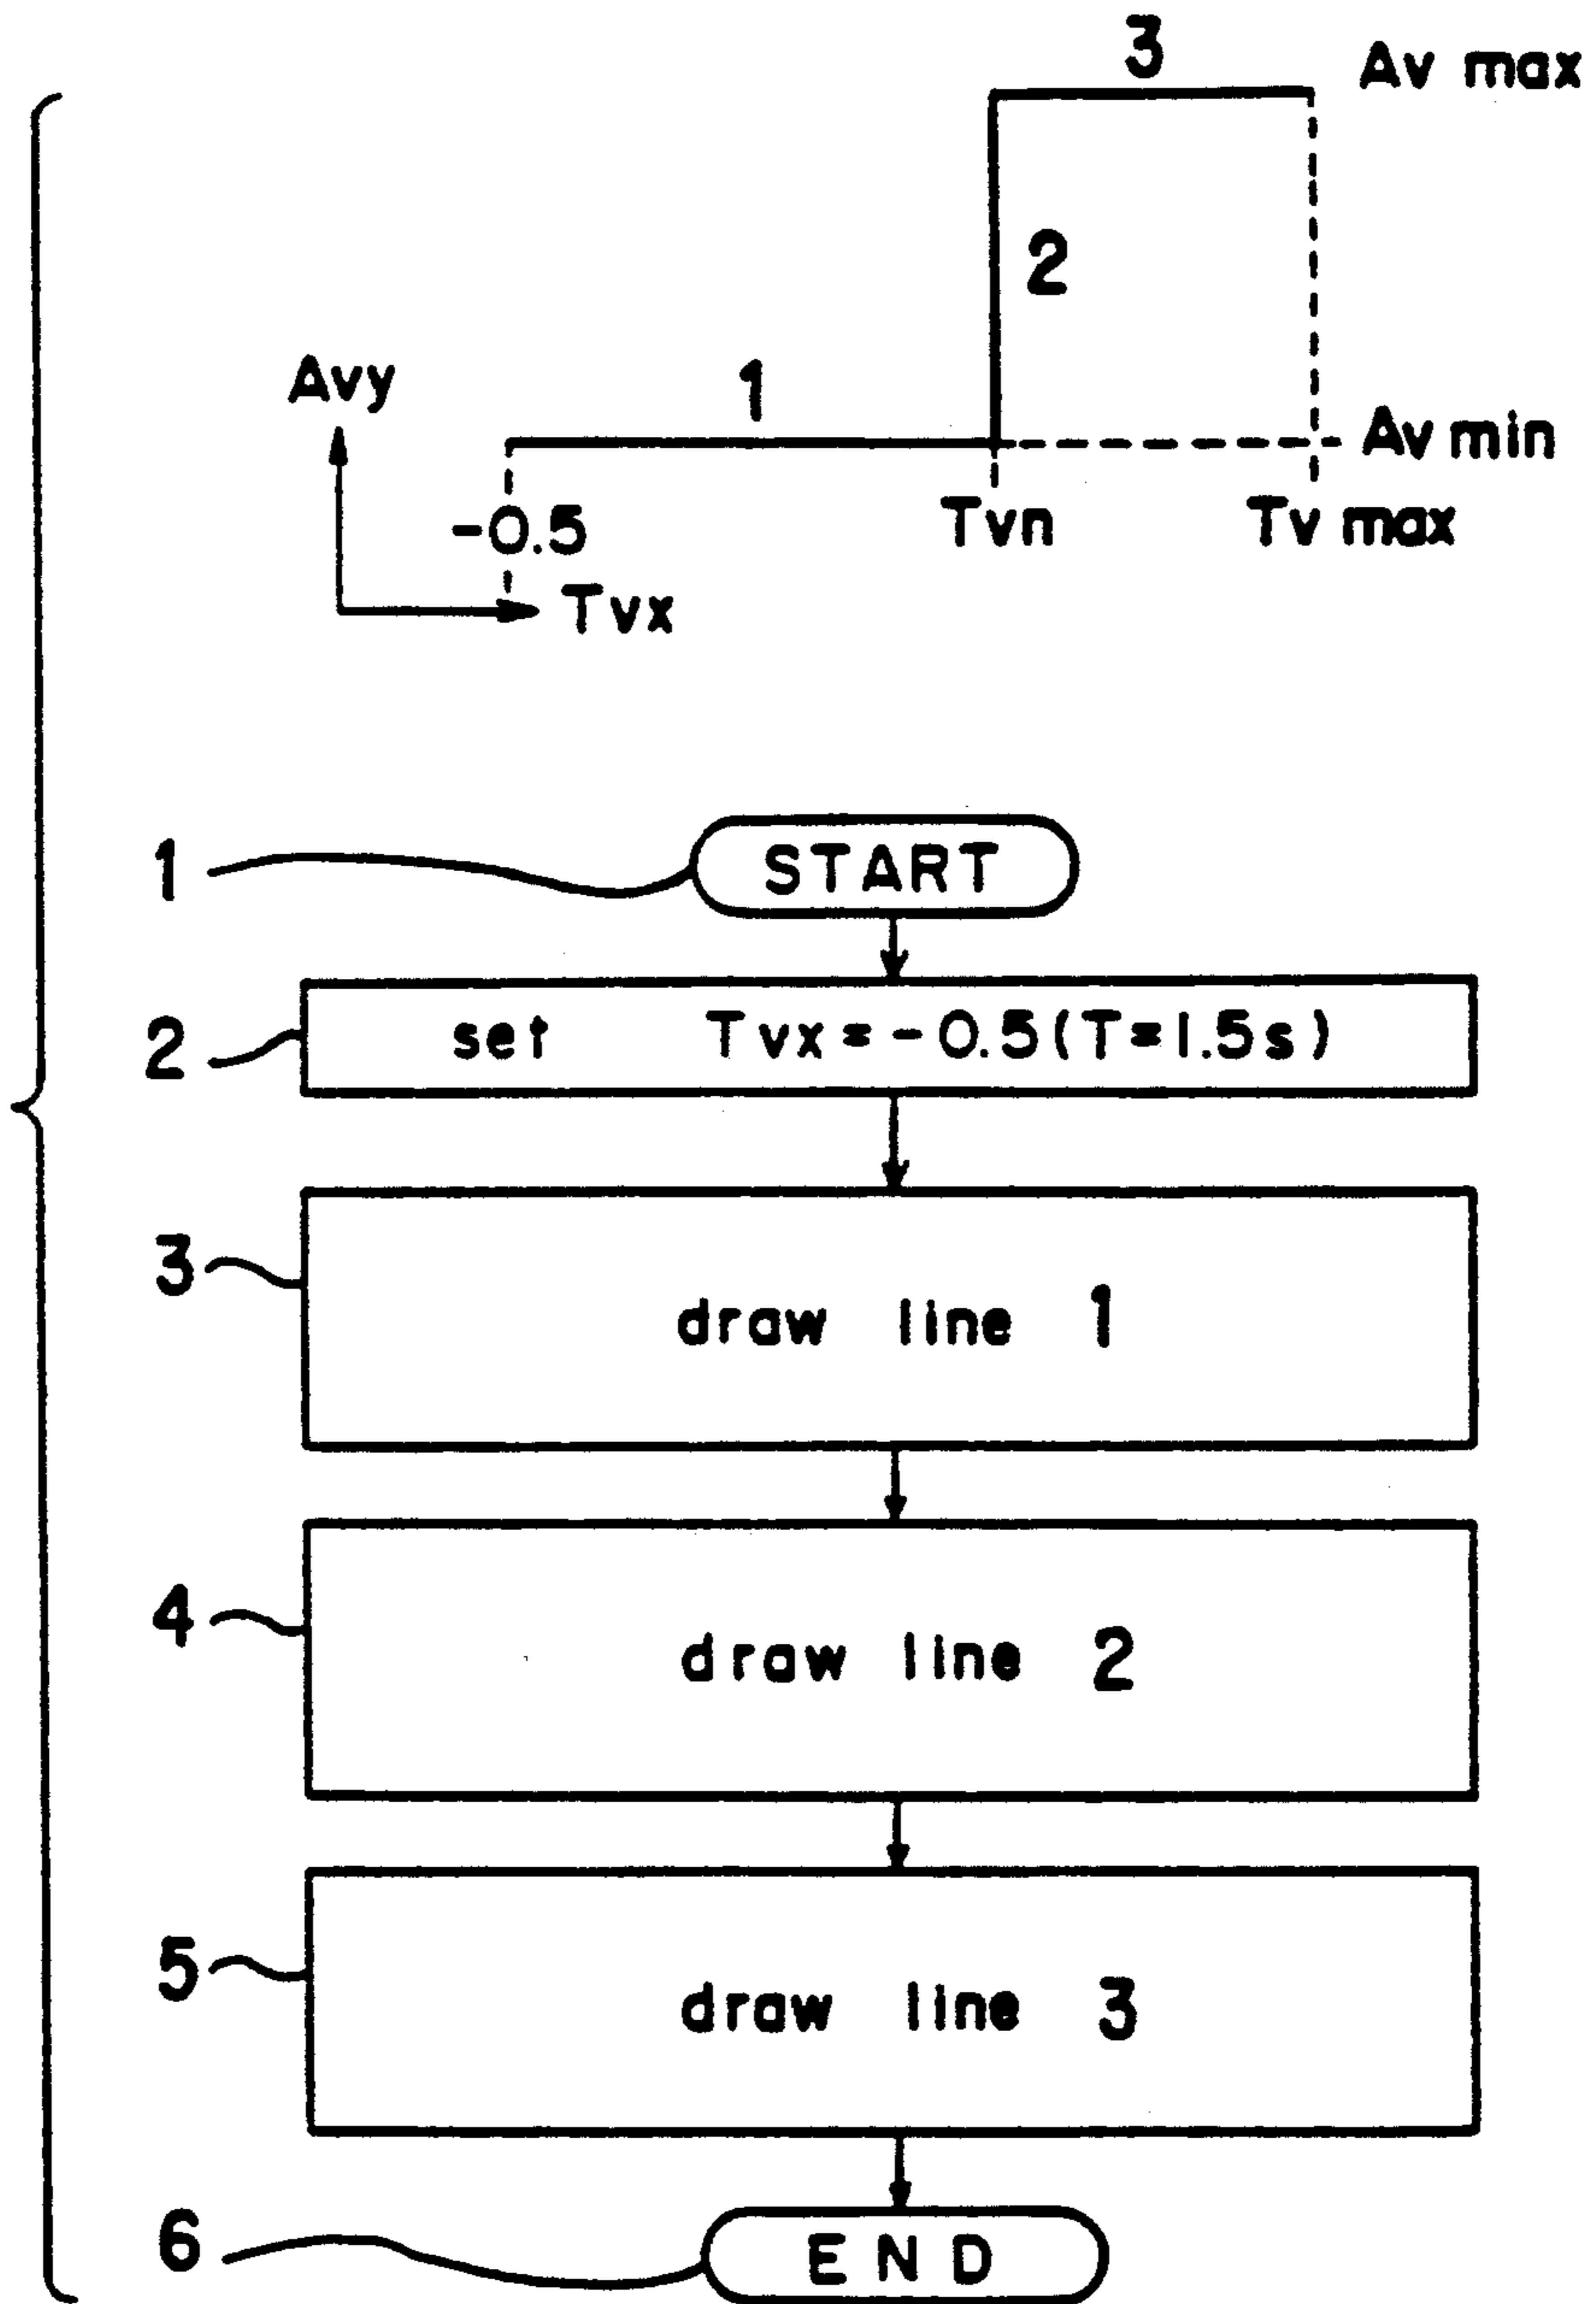 3
Av max
2
Avy
1
Av min
-0.5
Tvn
Tv max
Tvx
1
START
2
set Tvx=-0.5(T=1.5s)
3
draw line 1
4
draw line 2
5
draw line 3
6
END